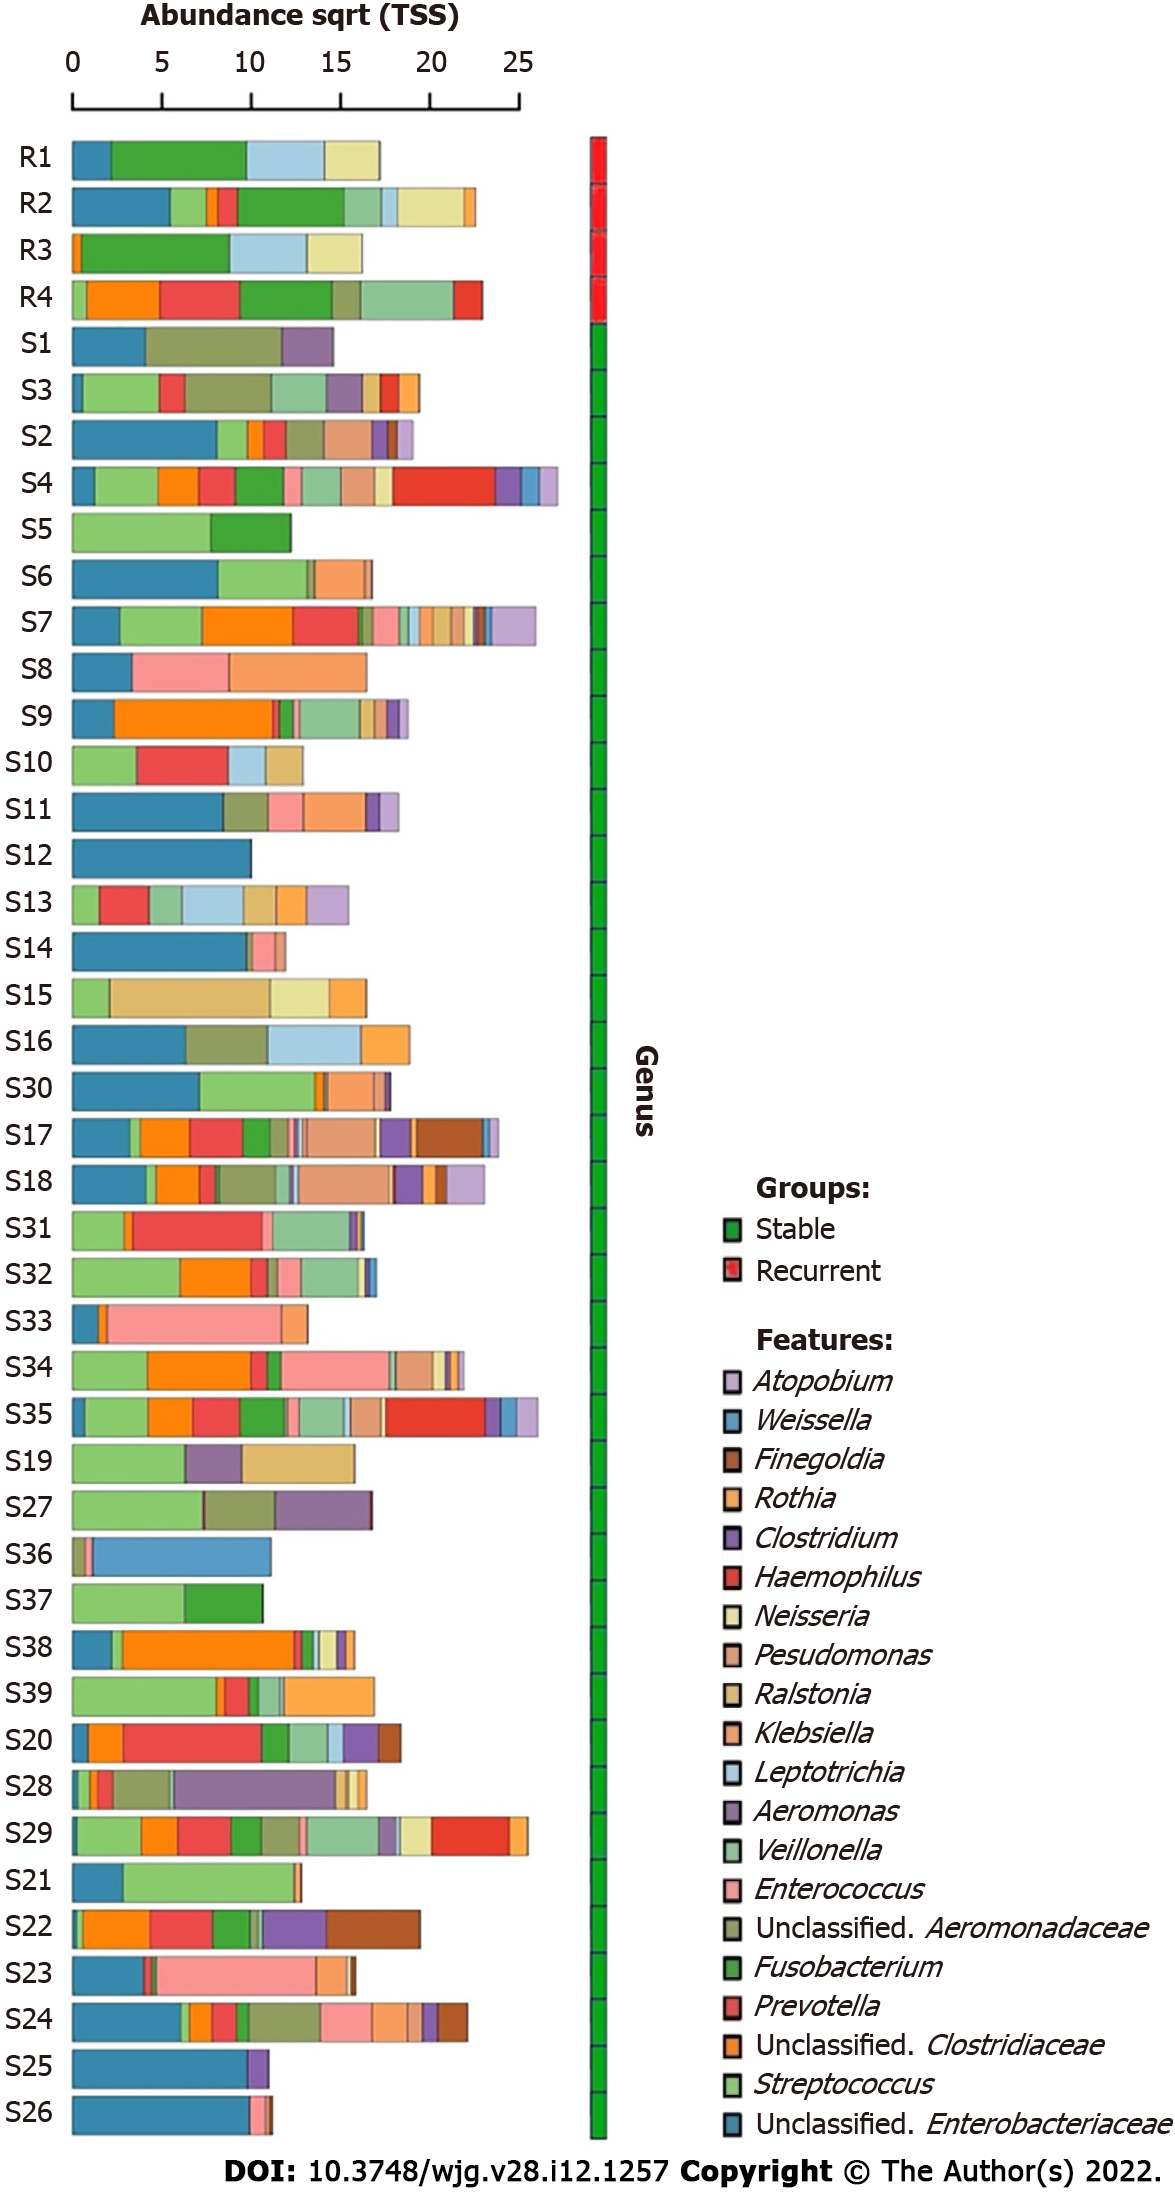 Abundance sqrt (TSS)
0 5 10 15 20 25
R1
R2
R3
R4
S1
S3
S2
S4
S5
S6
S7
S8
S9
S10
S11
S12
S13
S14
S15
S16
S30
S17
S18
S31
S32
S33
S34
S35
S19
S27
S36
S37
S38
S39
S20
S28
S29
S21
S22
S23
S24
S25
S26
Genus
Groups:
Stable
Recurrent
Features:
Atopobium
Weissella
Finegoldia
Rothia
Clostridium
Haemophilus
Neisseria
Pesudomonas
Ralstonia
Klebsiella
Leptotrichia
Aeromonas
Veillonella
Enterococcus
Unclassified. Aeromonadaceae
Fusobacterium
Prevotella
Unclassified. Clostridiaceae
Streptococcus
Unclassified. Enterobacteriaceae
DOI: 10.3748/wjg.v28.i12.1257 Copyright © The Author(s) 2022.